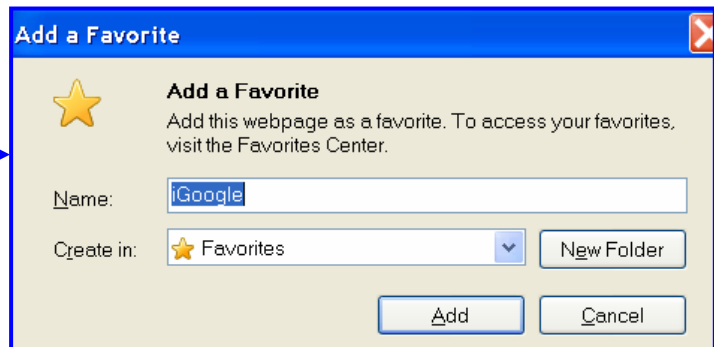 Add a Favorite
Add a Favorite
Add this webpage as a favorite. To access your favorites,
visit the Favorites Center.
Name: iGoogle
Create in: Favorites New Folder
Add Cancel